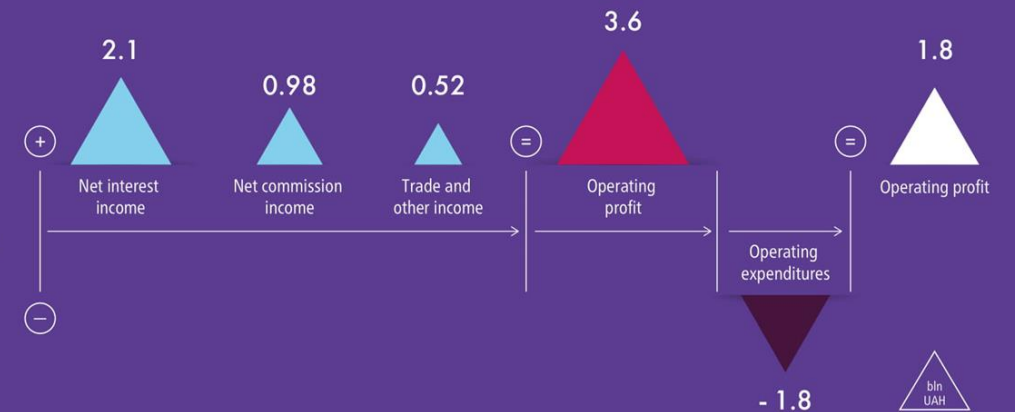 2.1
0.98
0.52
3.6
1.8
+
=
=
Net interest
income
Net commission
income
Trade and
other income
Operating
profit
Operating profit
Operating
expenditures
–
- 1.8
bln
UAH